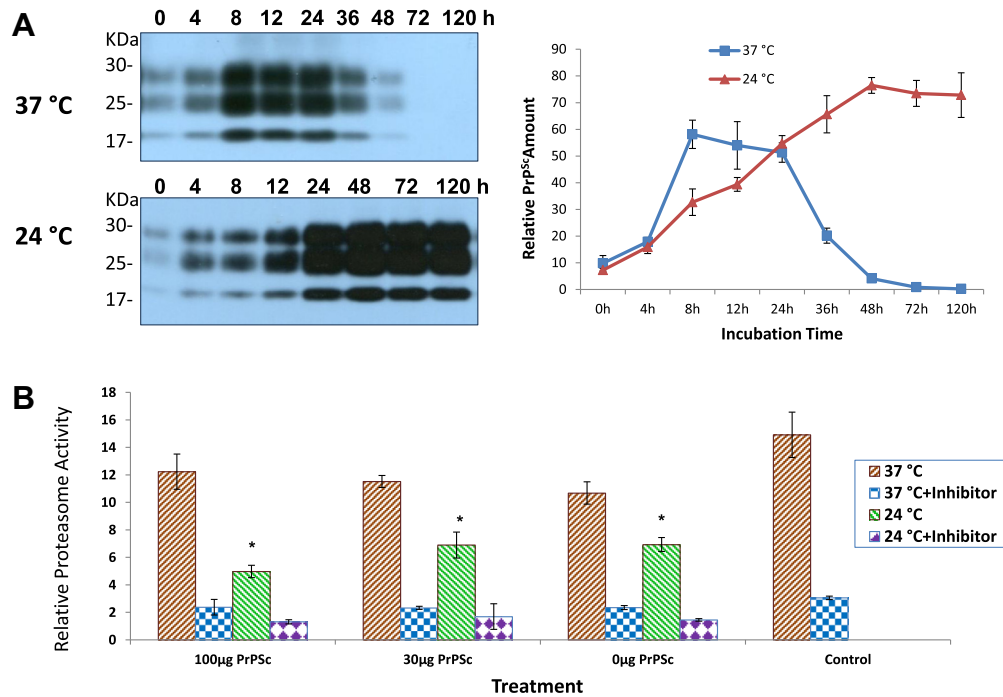 A
0 4 8 12 24 36 48 72 120 h
KDa
30-
25-
17-
37 °C
0 4 8 12 24 48 72 120 h
KDa
30-
25-
17-
24 °C
37 °C
24 °C
Relative PrPScAmount
90
80
70
60
50
40
30
20
10
0
0h 4h 8h 12h 24h 36h 48h 72h 120h
Incubation Time
B
Relative Proteasome Activity
18
16
14
12
10
8
6
4
2
0
* * *
100µg PrPSc 30µg PrPSc 0µg PrPSc Control
Treatment
37 °C
37 °C+Inhibitor
24 °C
24 °C+Inhibitor